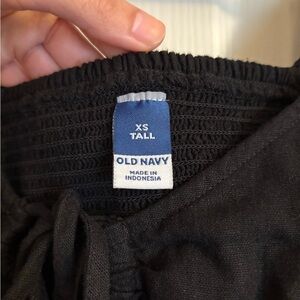 XS
TALL
OLD NAVY
MADE IN
INDONESIA